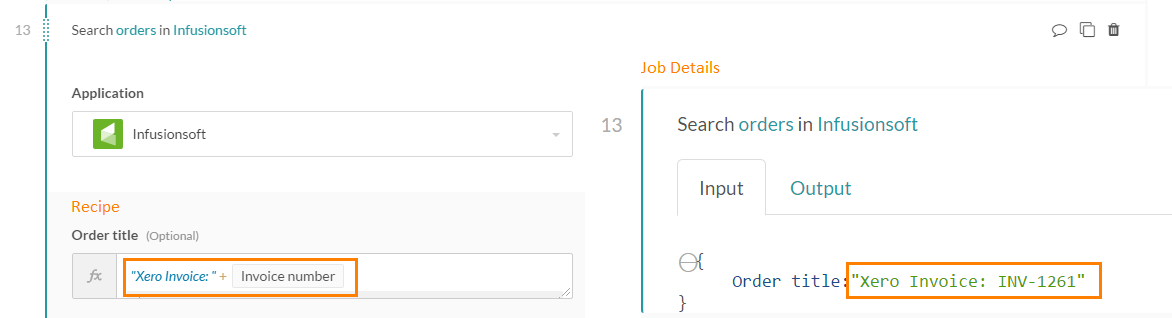 13
Search orders in Infusionsoft
Application
Infusionsoft
Recipe
Order title (Optional)
fx "Xero Invoice: " + Invoice number
Job Details
13
Search orders in Infusionsoft
Input Output
{
Order title:"Xero Invoice: INV-1261"
}